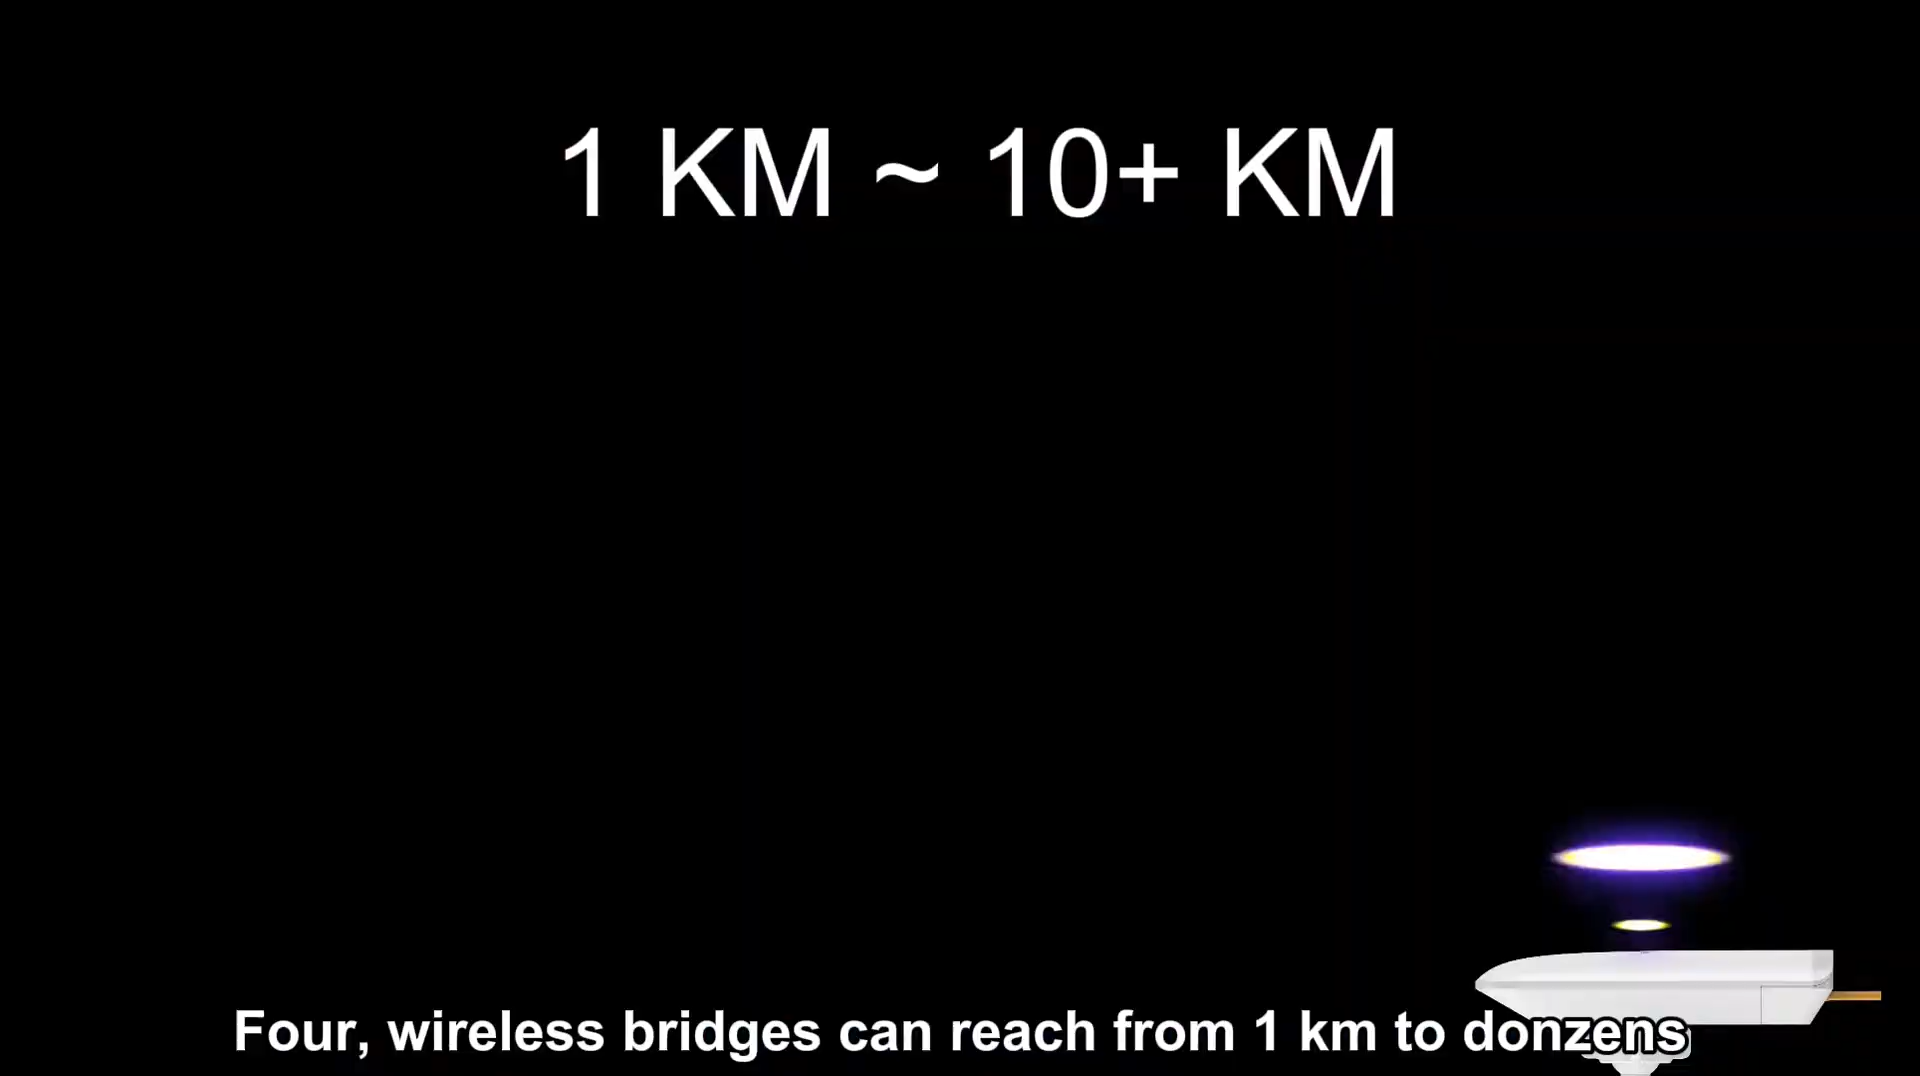 1 KM ~ 10+ KM
Four, wireless bridges can reach from 1 km to donzens